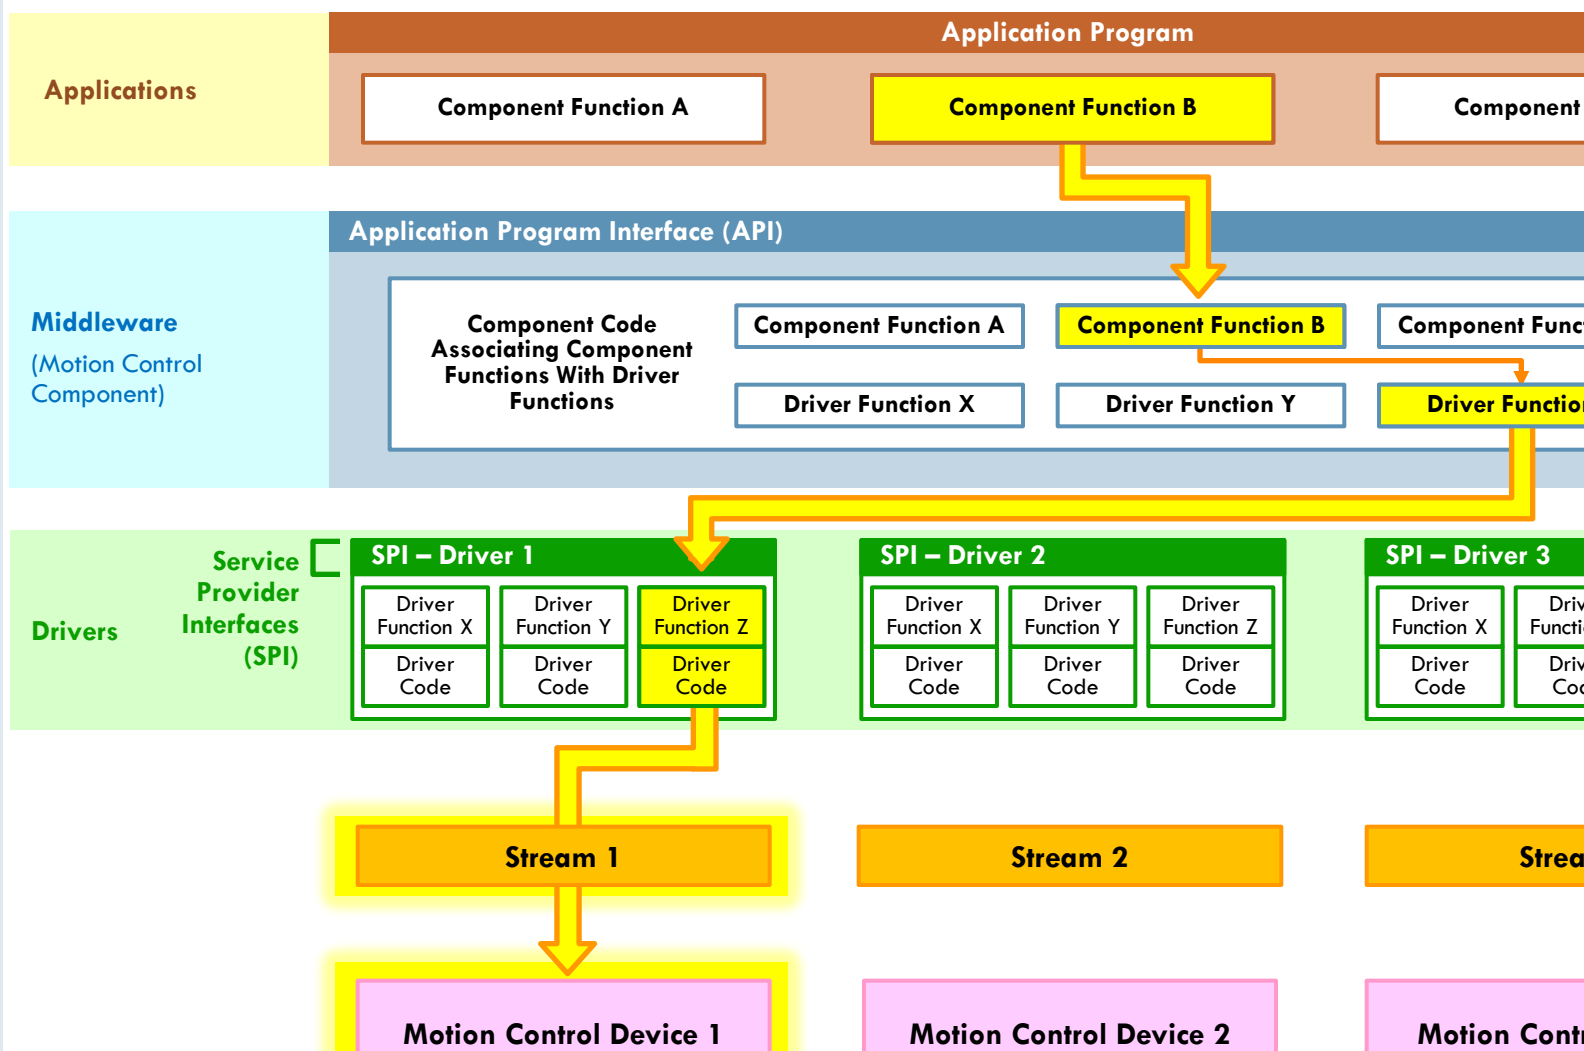 Application Program
Applications
Component Function A
Component Function B
Component
Application Program Interface (API)
Middleware
(Motion Control
Component)
Component Code
Associating Component
Functions With Driver
Functions
Component Function A
Component Function B
Component
Driver Function X
Driver Function Y
Driver
Drivers
Service
Provider
Interfaces
(SPI)
SPI – Driver 1
Driver
Function X
Driver
Code
Driver
Function Y
Driver
Code
Driver
Function Z
Driver
Code
SPI – Driver 2
Driver
Function X
Driver
Code
Driver
Function Y
Driver
Code
Driver
Function Z
Driver
Code
SPI – Driver 3
Driver
Function X
Driver
Code
Stream 1
Stream 2
Motion Control Device 1
Motion Control Device 2
Motion